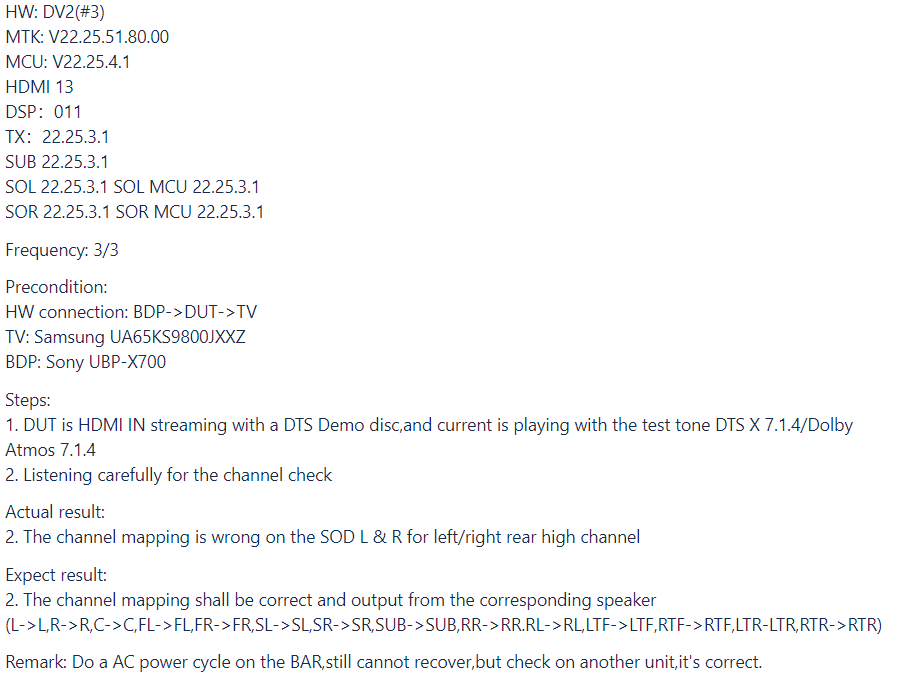 HW: DV2(#3)
MTK: V22.25.51.80.00
MCU: V22.25.4.1
HDMI 13
DSP：011
TX：22.25.3.1
SUB 22.25.3.1
SOL 22.25.3.1 SOL MCU 22.25.3.1
SOR 22.25.3.1 SOR MCU 22.25.3.1
Frequency: 3/3
Precondition:
HW connection: BDP->DUT->TV
TV: Samsung UA65KS9800JXXZ
BDP: Sony UBP-X700
Steps:
1. DUT is HDMI IN streaming with a DTS Demo disc,and current is playing with the test tone DTS X 7.1.4/Dolby
Atmos 7.1.4
2. Listening carefully for the channel check
Actual result:
2. The channel mapping is wrong on the SOD L & R for left/right rear high channel
Expect result:
2. The channel mapping shall be correct and output from the corresponding speaker
(L->L,R->R,C->C,FL->FL,FR->FR,SL->SL,SR->SR,SUB->SUB,RR->RR.RL->RL,LTF->LTF,RTF->RTF,LTR-LTR,RTR->RTR)
Remark: Do a AC power cycle on the BAR,still cannot recover,but check on another unit,it's correct.